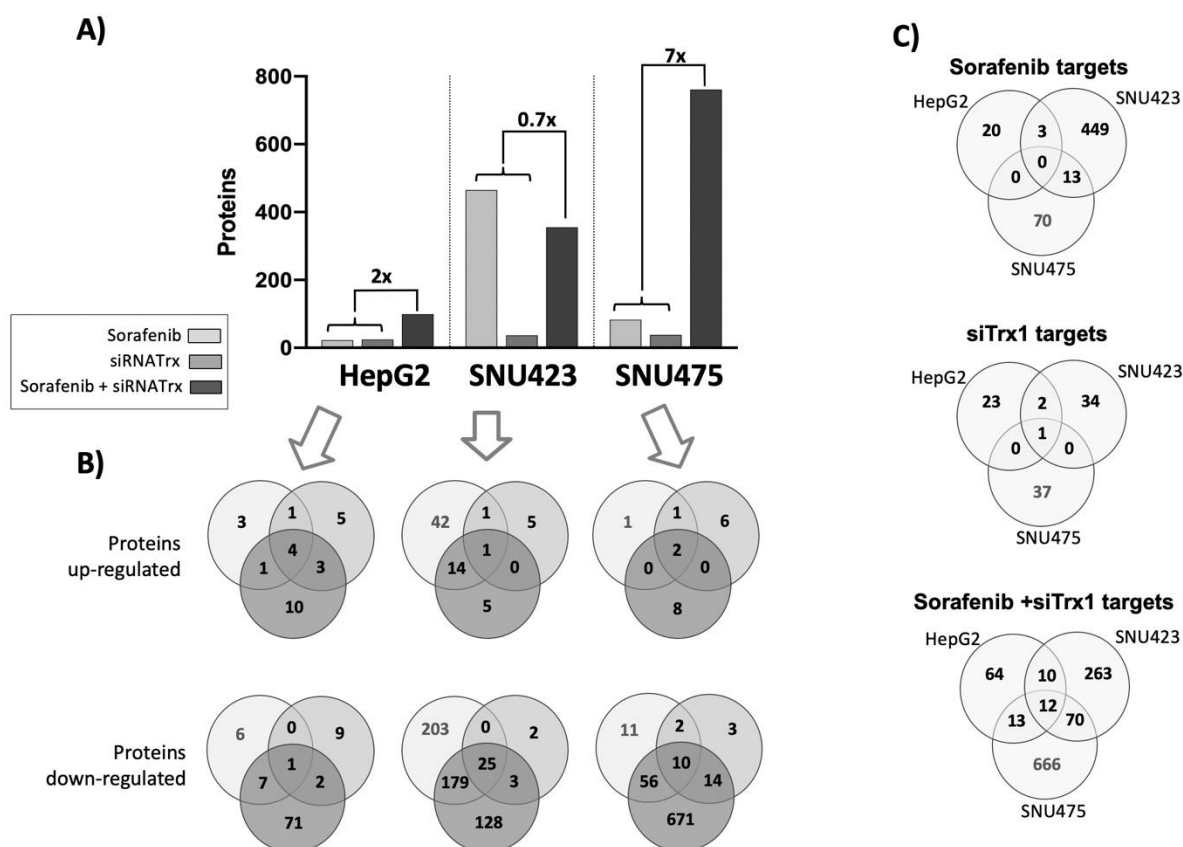 A)
Proteins
800
600
400
200
0
2x
0.7x
7x
HepG2
SNU423
SNU475
Sorafenib
siRNATrx
Sorafenib + siRNATrx
B)
Proteins
up-regulated
3
1
5
4
1
3
10
42
1
5
1
14
0
5
1
1
6
2
0
0
8
Proteins
down-regulated
6
0
9
1
7
2
71
203
0
2
25
179
3
128
11
2
3
10
56
14
671
C)
Sorafenib targets
HepG2
SNU423
20
3
449
0
0
13
70
SNU475
siTrx1 targets
HepG2
SNU423
23
2
34
1
0
0
37
SNU475
Sorafenib +siTrx1 targets
HepG2
SNU423
64
10
263
12
13
70
666
SNU475